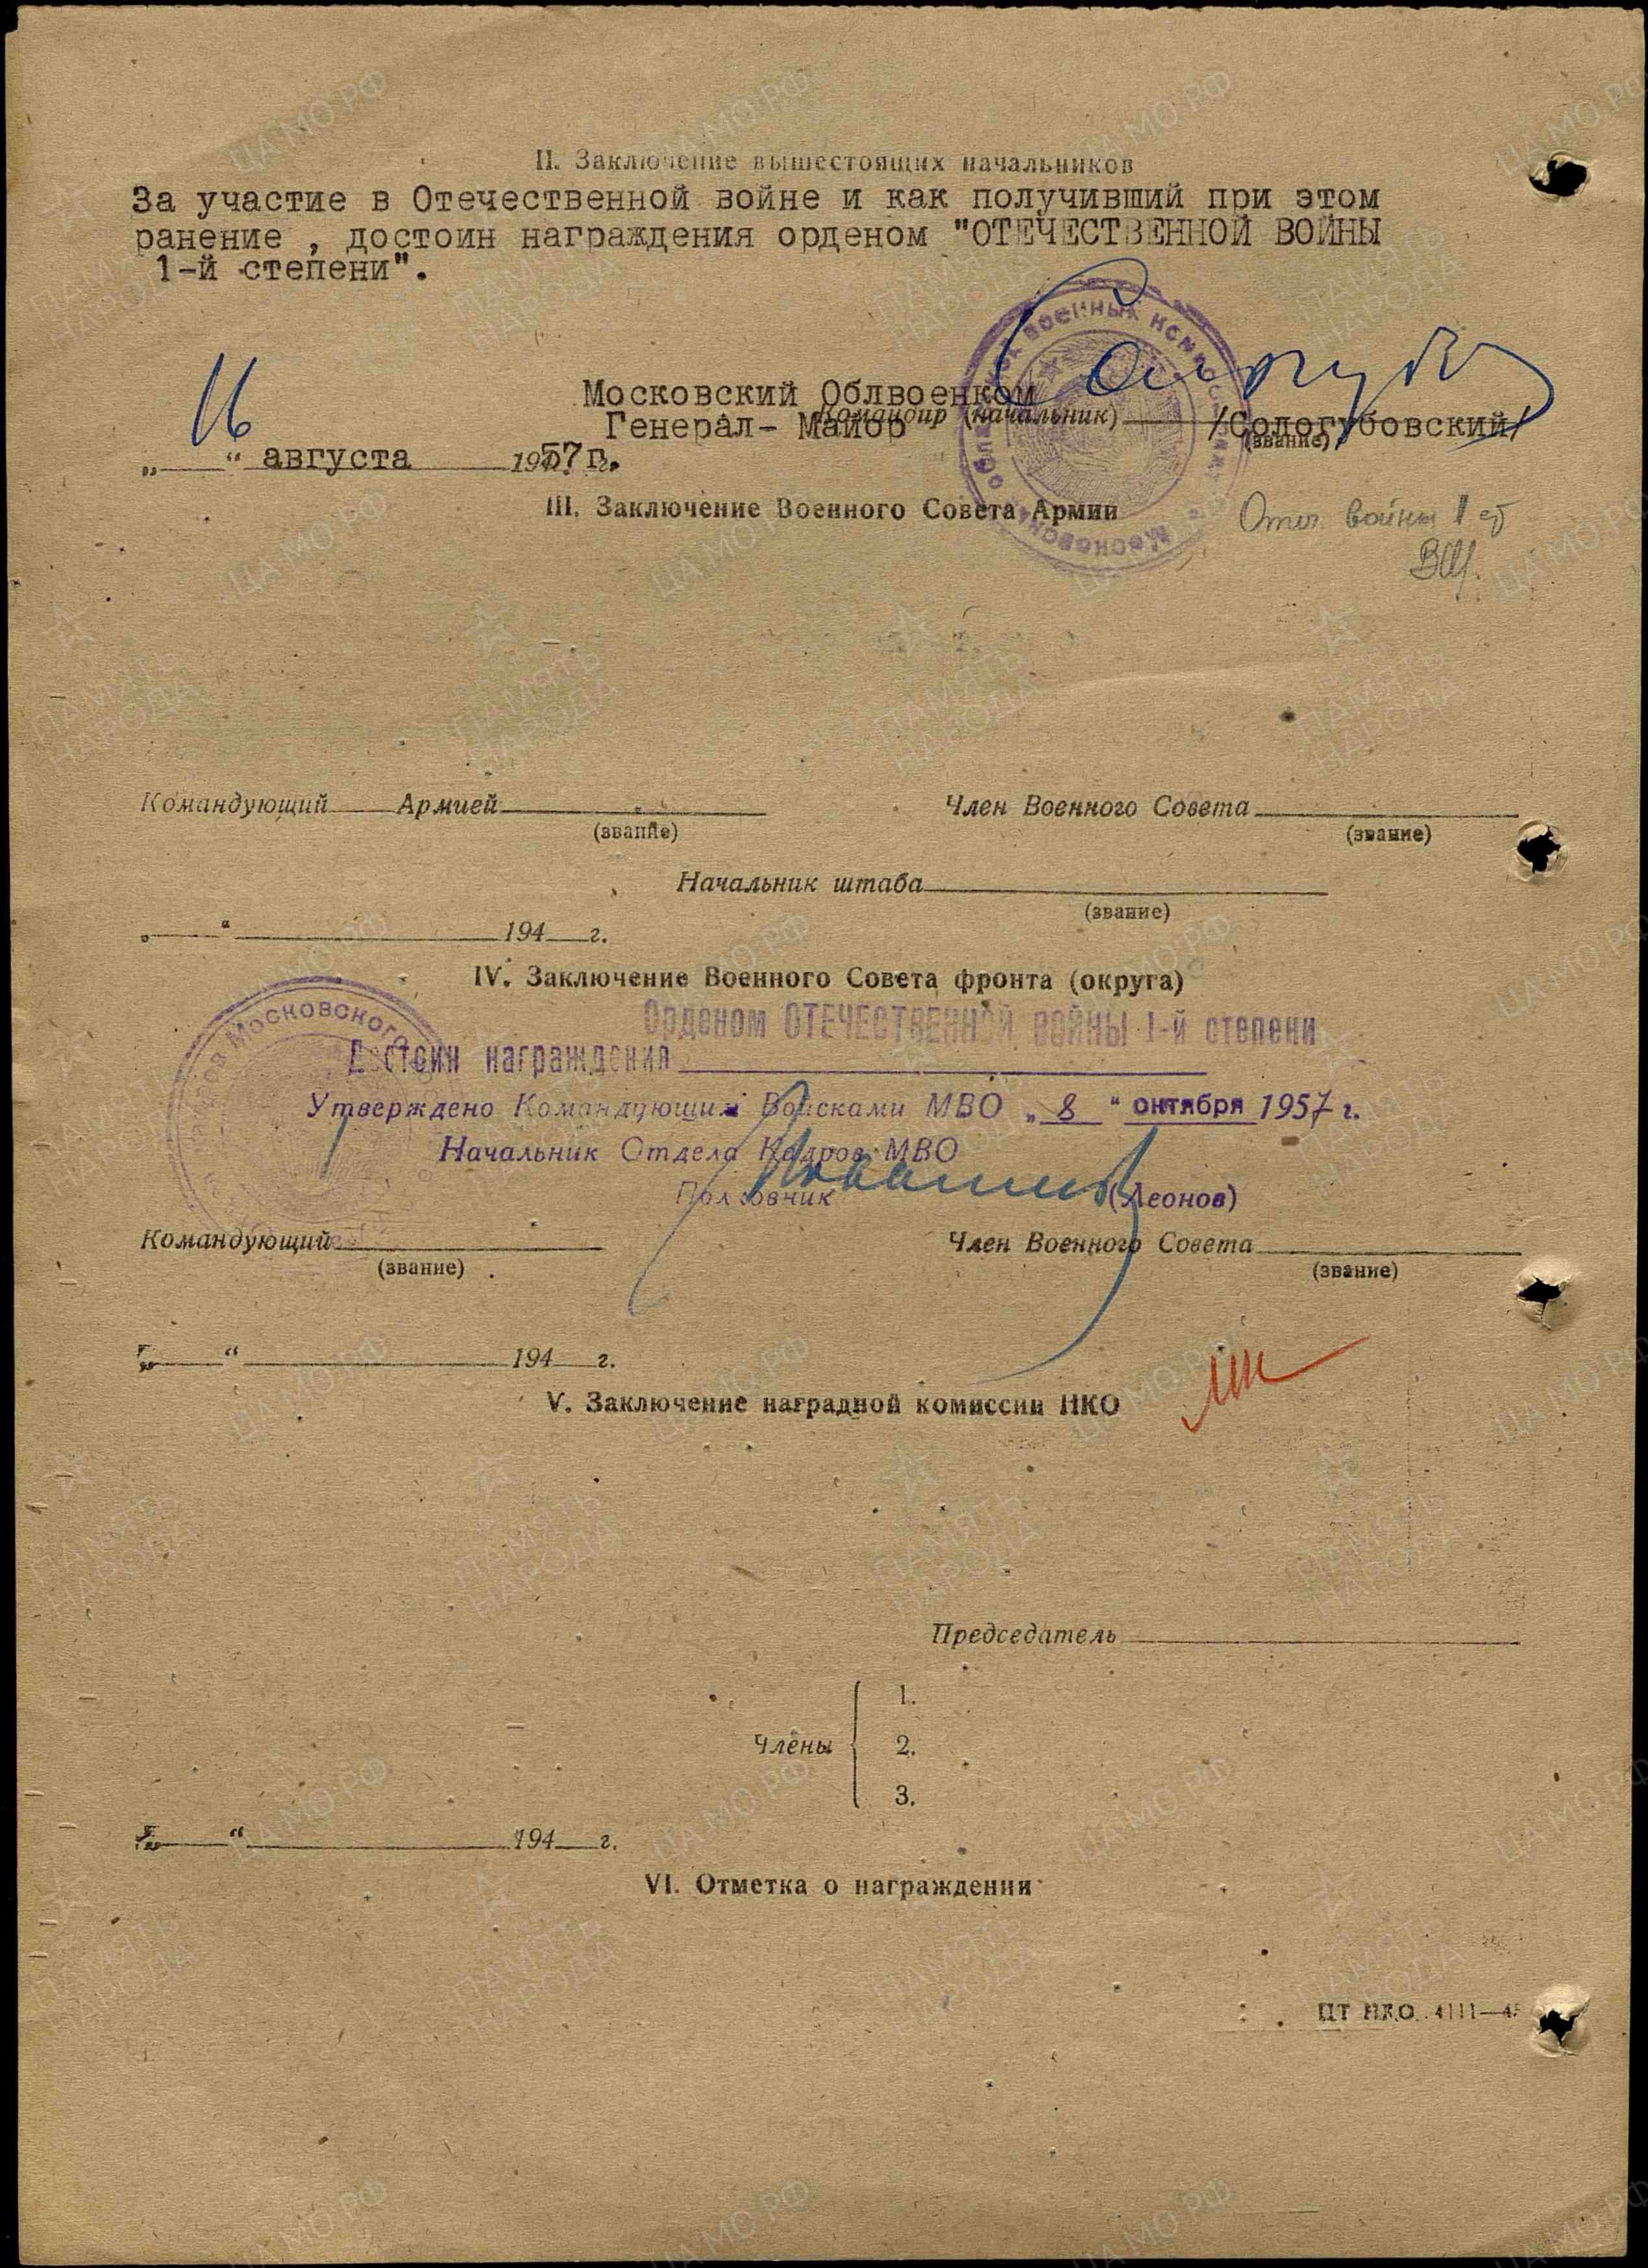 II. Заключение вышестоящих начальников
За участие в Отечественной войне и как получивший при этом
ранение , достоин награждения орденом "ОТЕЧЕСТВЕННОЙ ВОЙНЫ
1-й степени".
Московский Облвоенком
Командир (начальник)
Генерал- Майор /Сологубовский/
(звание)
„16“ августа 1957г.
III. Заключение Военного Совета Армии
Отеч. войны I ст
Командующий Армией
(звание)
Член Военного Совета
(звание)
Начальник штаба
(звание)
„ “ 194 г.
IV. Заключение Военного Совета фронта (округа)
Орденом ОТЕЧЕСТВЕННОЙ ВОЙНЫ 1-й степени
Достоин награждения
Утверждено Командующим Войсками МВО „8" октября 1957 г.
Начальник Отдела Кадров МВО
Полковник (Леонов)
Командующий
(звание)
Член Военного Совета
(звание)
„ “ 194 г.
V. Заключение наградной комиссии НКО
Председатель
Члены
1.
2.
3.
„ “ 194 г.
VI. Отметка о награждении
ЦТ НКО 4111—45
ПАМЯТЬ НАРОДА
ЦАМО.РФ